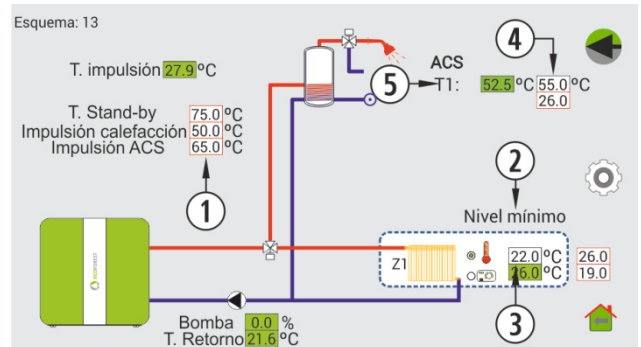 Esquema: 13
T. impulsión 27.9 ºC
T. Stand-by 75.0 ºC
Impulsión calefacción 50.0 ºC
Impulsión ACS 65.0 ºC
1
4
ACS
5
T1: 52.5 ºC 55.0 ºC
26.0
2
Nivel mínimo
Z1
22.0 ºC 26.0
26.0 ºC 19.0
3
ECOFOREST
Bomba 0.0 %
T. Retorno 21.6 ºC